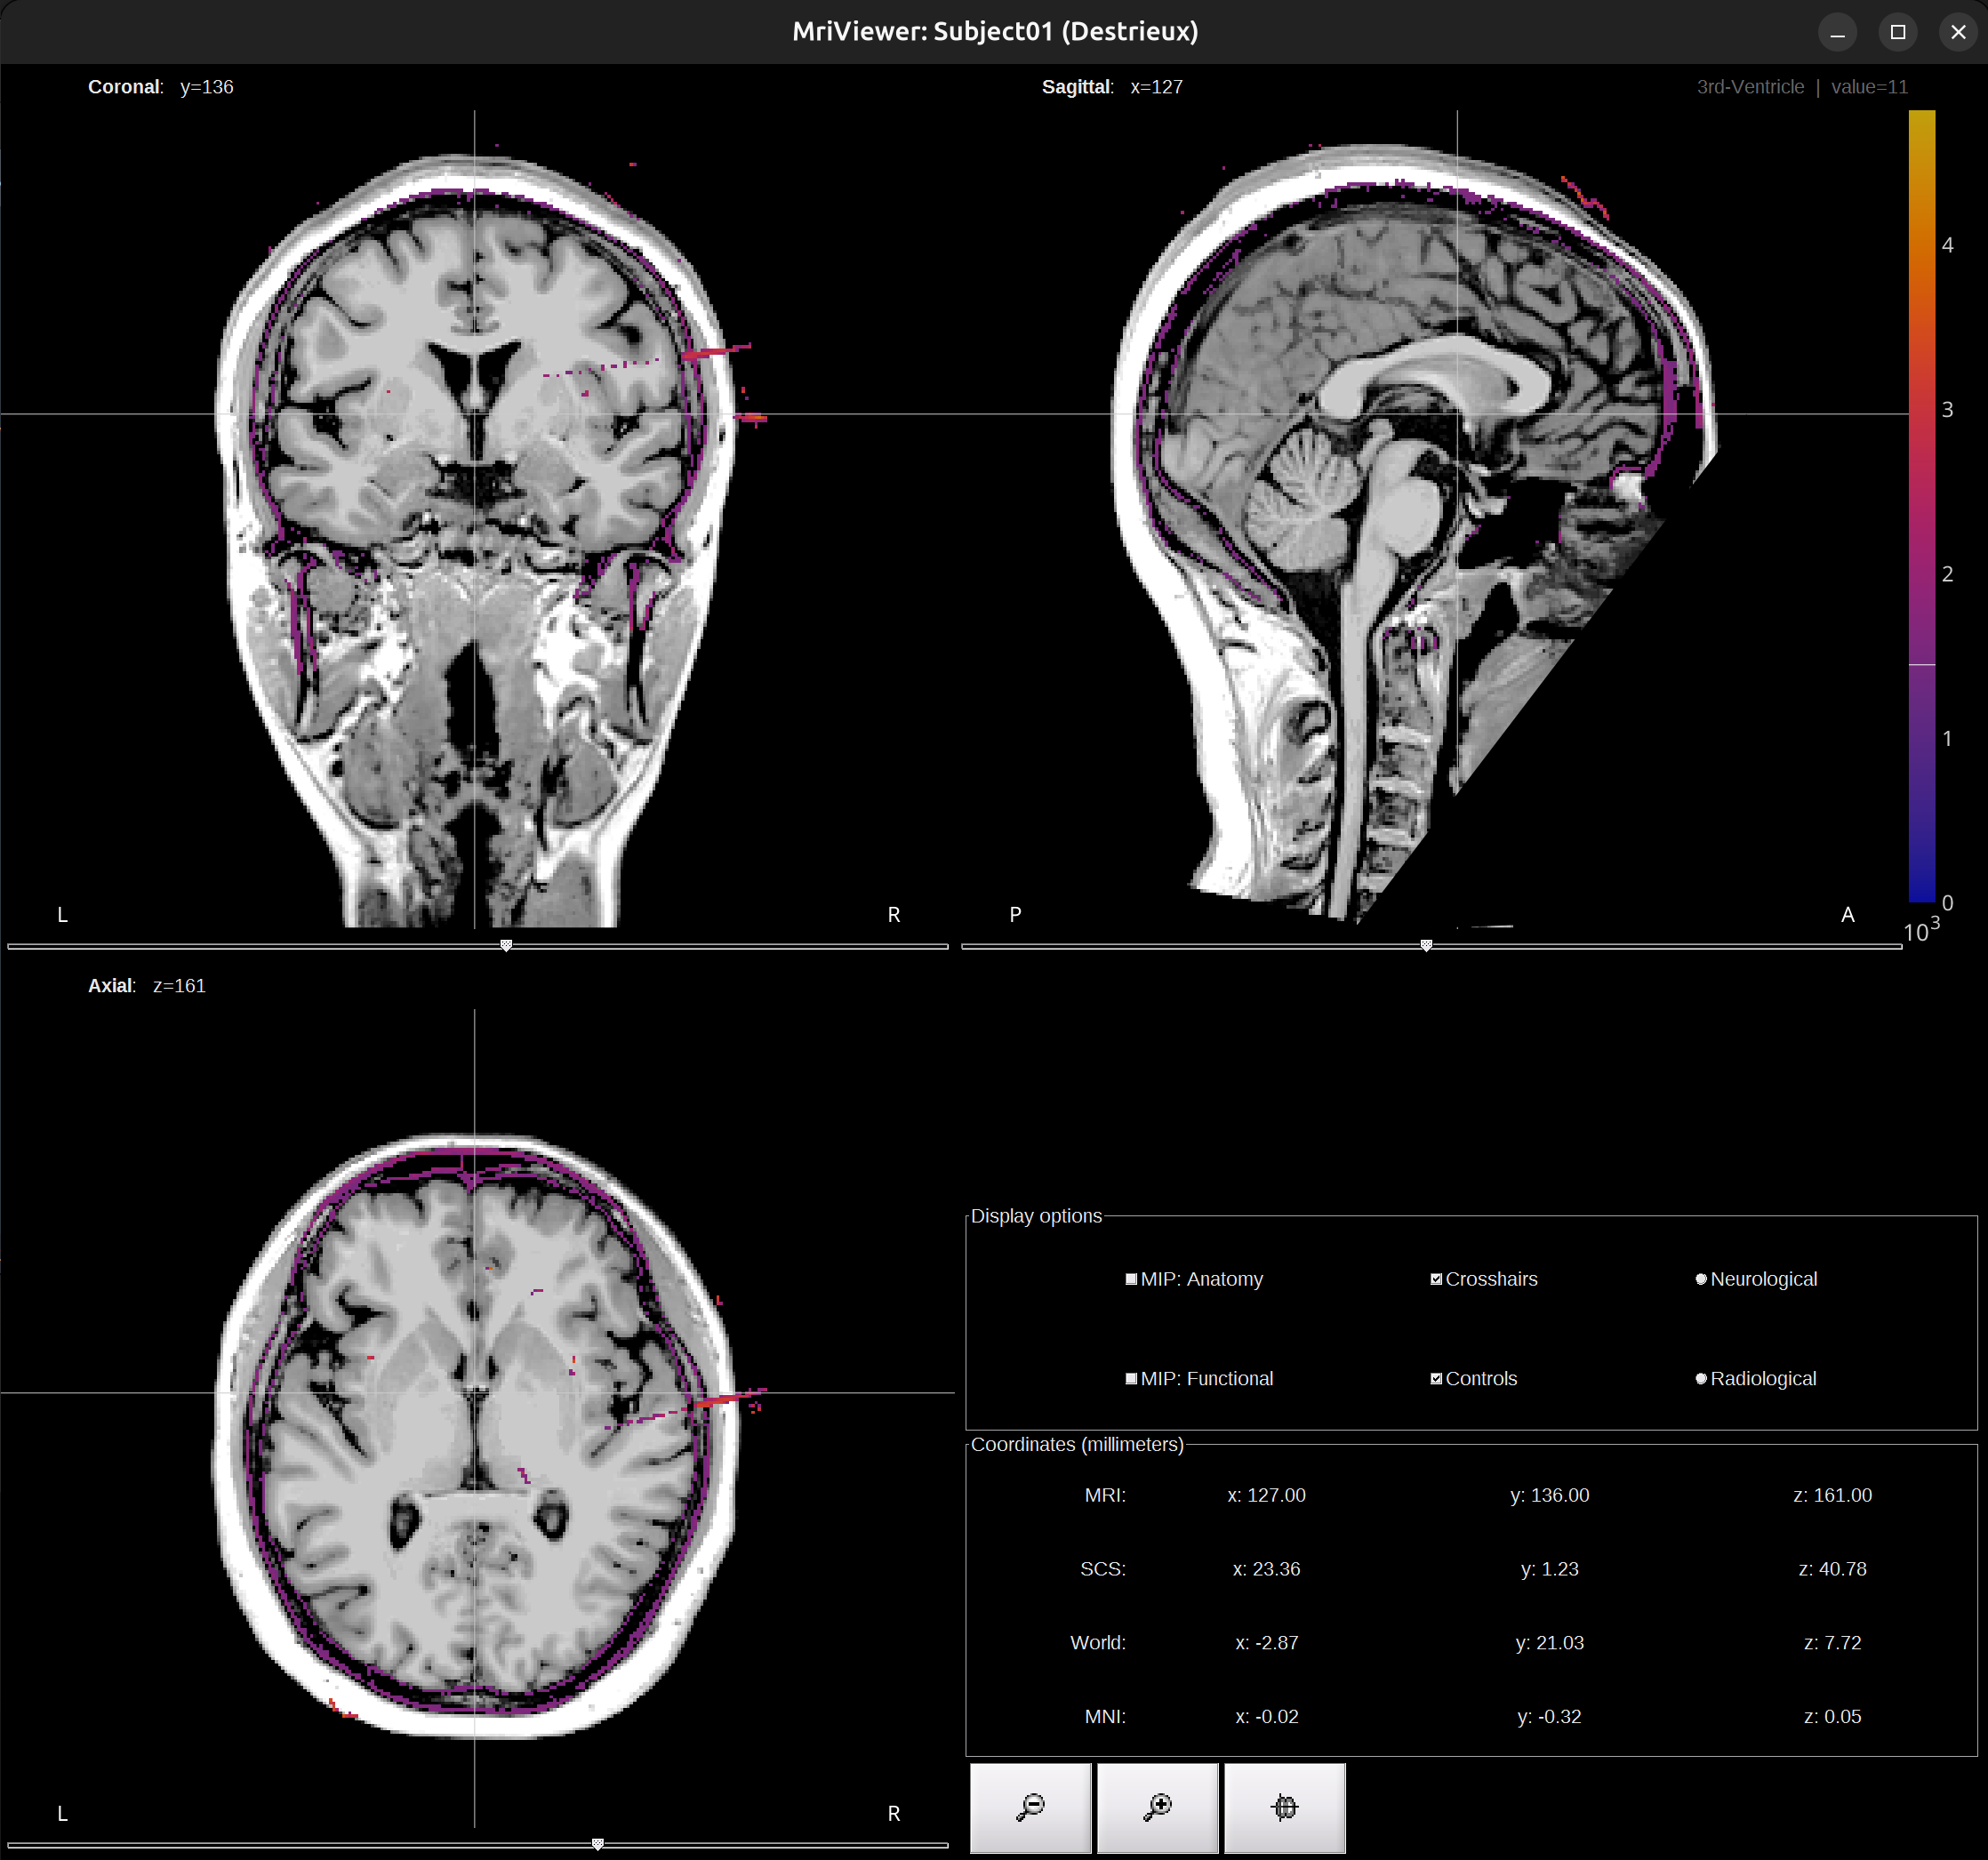 MriViewer: Subject01 (Destrieux)
Coronal: y=136
Sagittal: x=127
3rd-Ventricle | value=11
4
3
2
1
0
10³
L R
P A
Axial: z=161
L R
Display options
MIP: Anatomy Crosshairs Neurological
MIP: Functional Controls Radiological
Coordinates (millimeters)
MRI: x: 127.00 y: 136.00 z: 161.00
SCS: x: 23.36 y: 1.23 z: 40.78
World: x: -2.87 y: 21.03 z: 7.72
MNI: x: -0.02 y: -0.32 z: 0.05